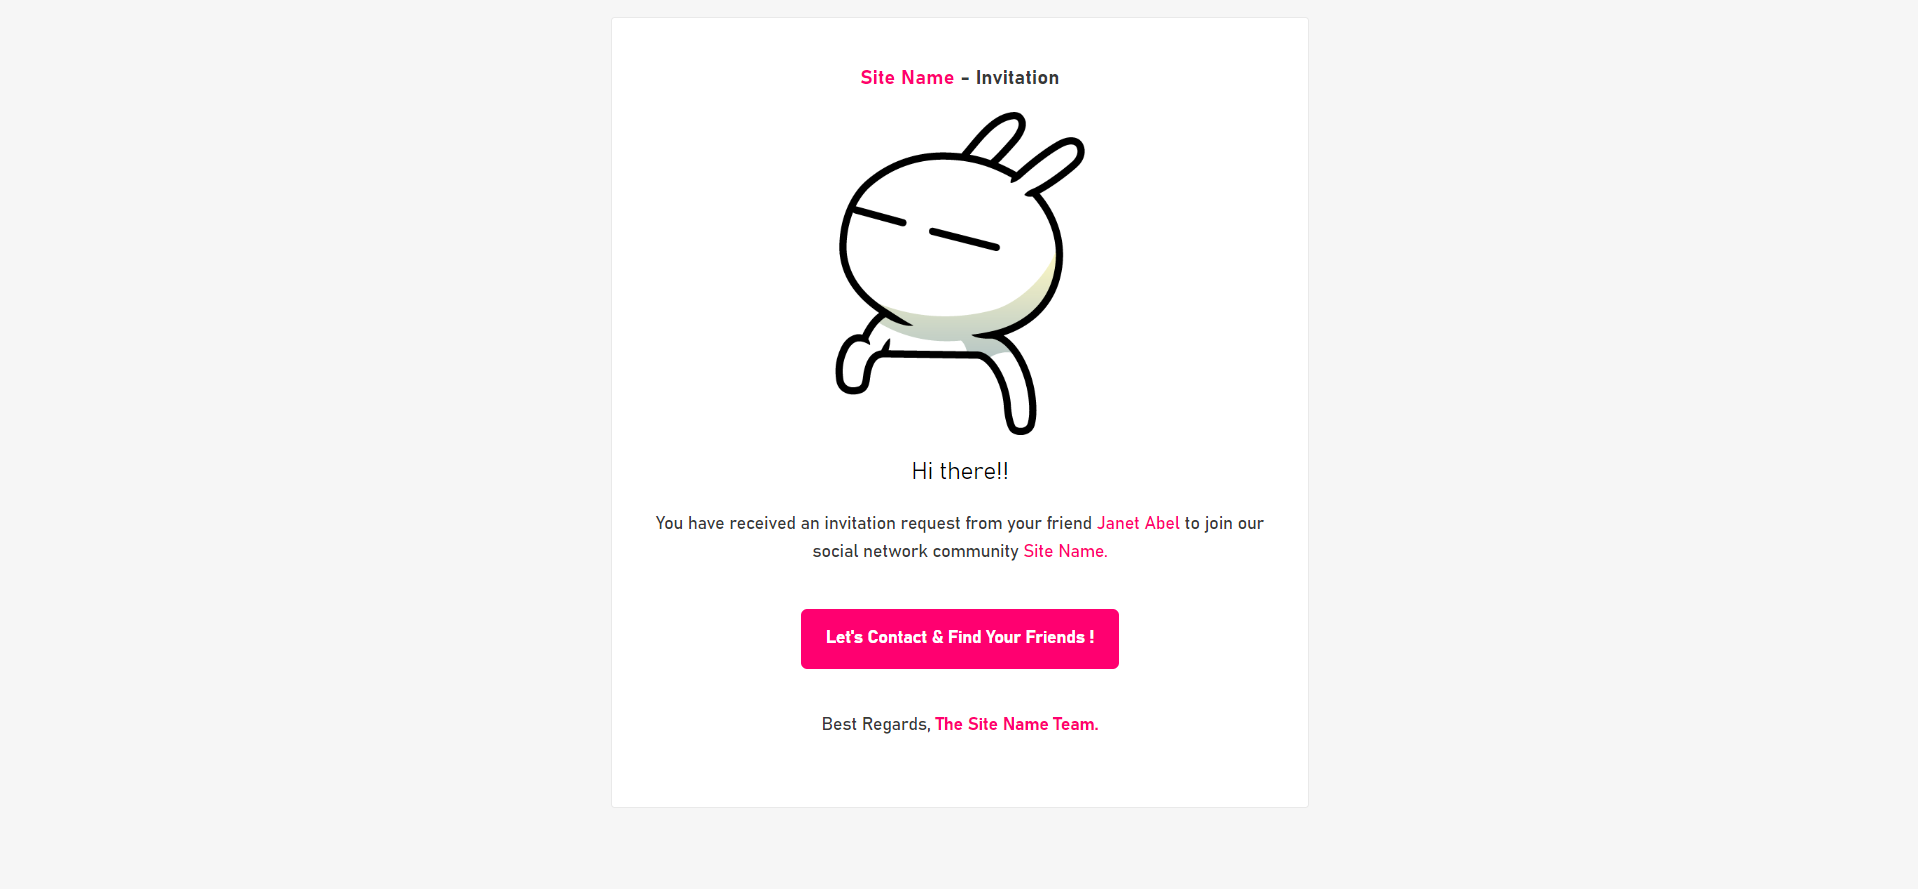 Site Name - Invitation
Hi there!!
You have received an invitation request from your friend Janet Abel to join our
social network community Site Name.
Let's Contact & Find Your Friends !
Best Regards, The Site Name Team.